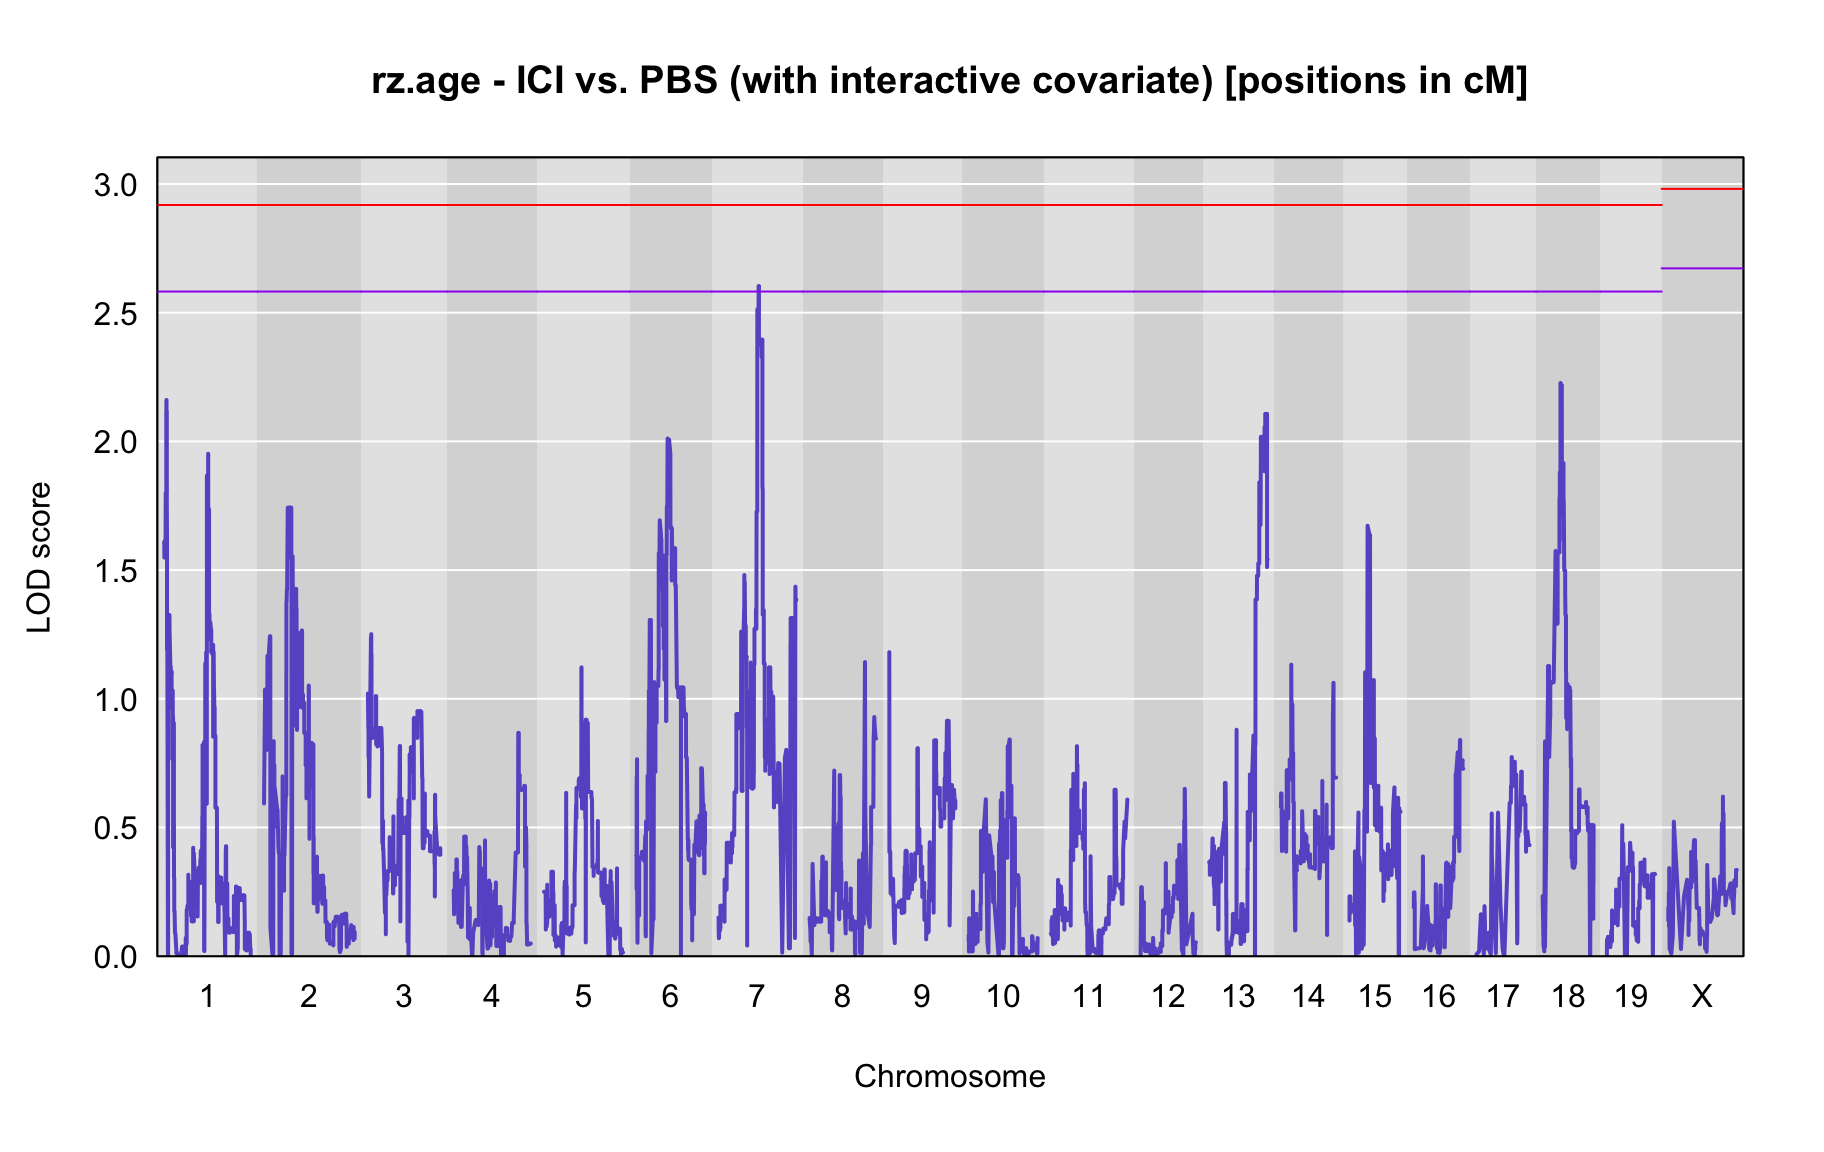 rz.age - ICI vs. PBS (with interactive covariate) [positions in cM]
3.0
2.5
2.0
1.5
1.0
0.5
0.0
LOD score
1 2 3 4 5 6 7 8 9 10 11 12 13 14 15 16 17 18 19 X
Chromosome